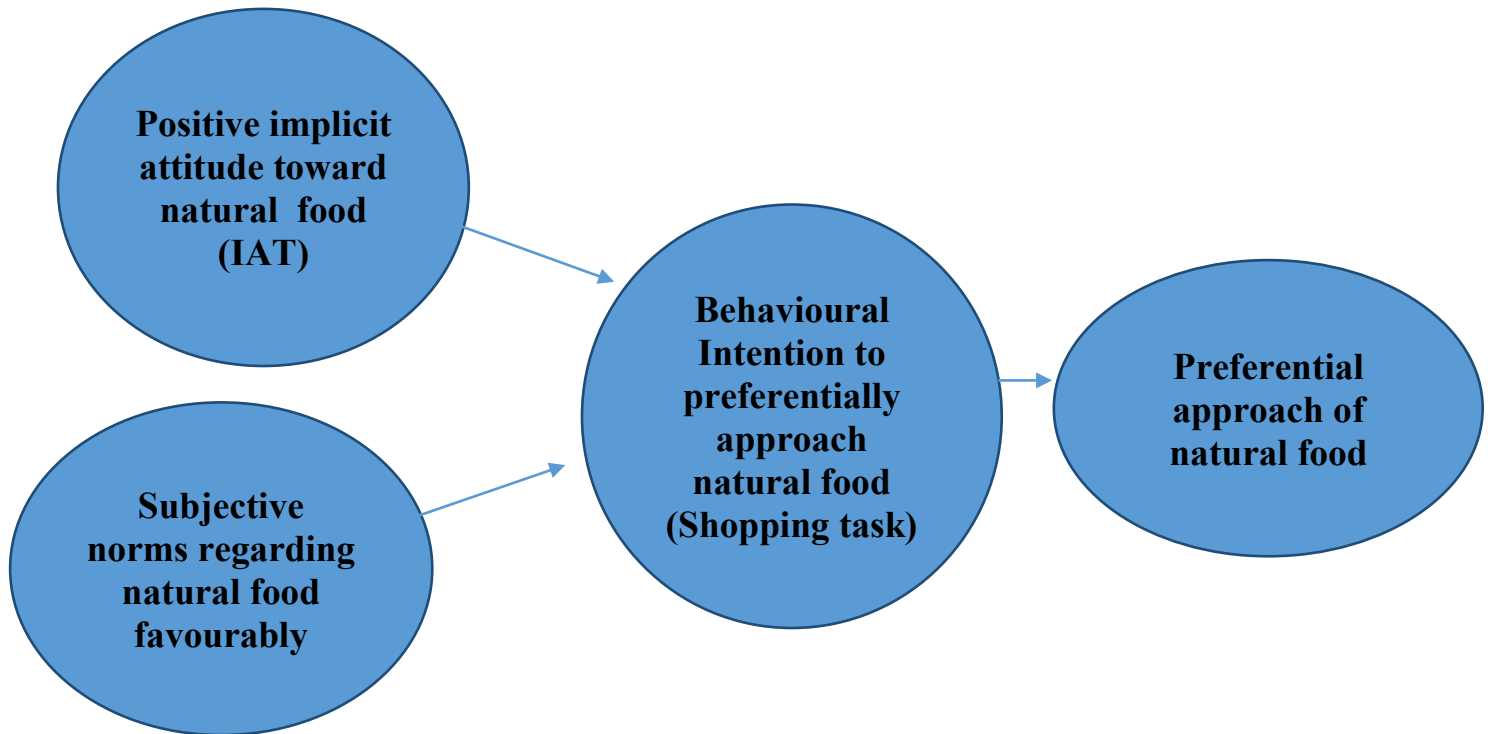 Positive implicit
attitude toward
natural  food
(IAT)
Subjective
norms regarding
natural food
favourably
Behavioural
Intention to
preferentially
approach
natural food
(Shopping task)
Preferential
approach of
natural food